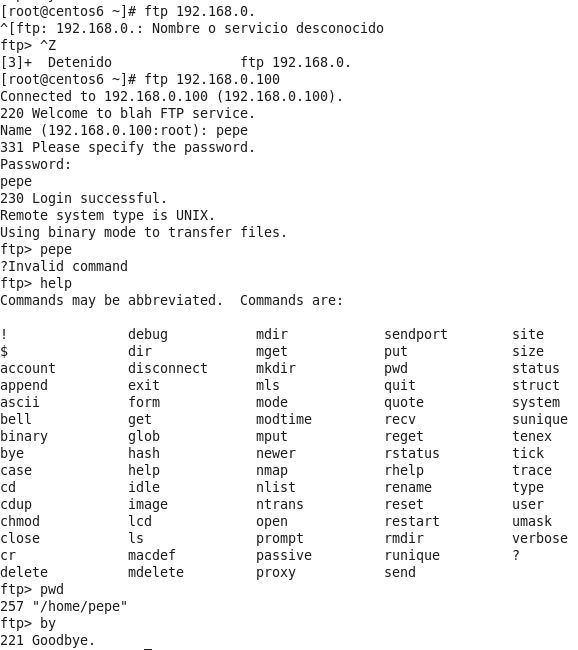 [root@centos6 ~]# ftp 192.168.0.
^[ftp: 192.168.0.: Nombre o servicio desconocido
ftp> ^Z
[3]+  Detenido                ftp 192.168.0.
[root@centos6 ~]# ftp 192.168.0.100
Connected to 192.168.0.100 (192.168.0.100).
220 Welcome to blah FTP service.
Name (192.168.0.100:root): pepe
331 Please specify the password.
Password:
pepe
230 Login successful.
Remote system type is UNIX.
Using binary mode to transfer files.
ftp> pepe
?Invalid command
ftp> help
Commands may be abbreviated.  Commands are:

!               debug           mdir            sendport        site
$               dir             mget            put             size
account         disconnect      mkdir           pwd             status
append          exit            mls             quit            struct
ascii           form            mode            quote           system
bell            get             modtime         recv            sunique
binary          glob            mput            reget           tenex
bye             hash            newer           rstatus         tick
case            help            nmap            rhelp           trace
cd              idle            nlist           rename          type
cdup            image           ntrans          reset           user
chmod           lcd             open            restart         umask
close           ls              prompt          rmdir           verbose
cr              macdef          passive         runique         ?
delete          mdelete         proxy           send
ftp> pwd
257 "/home/pepe"
ftp> by
221 Goodbye.